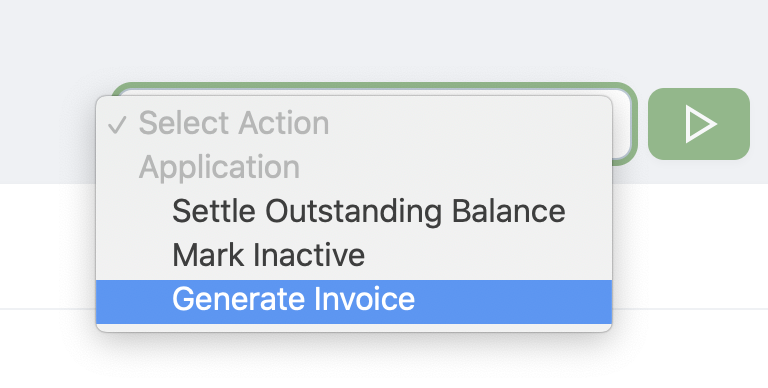 Select Action
Application
Settle Outstanding Balance
Mark Inactive
Generate Invoice